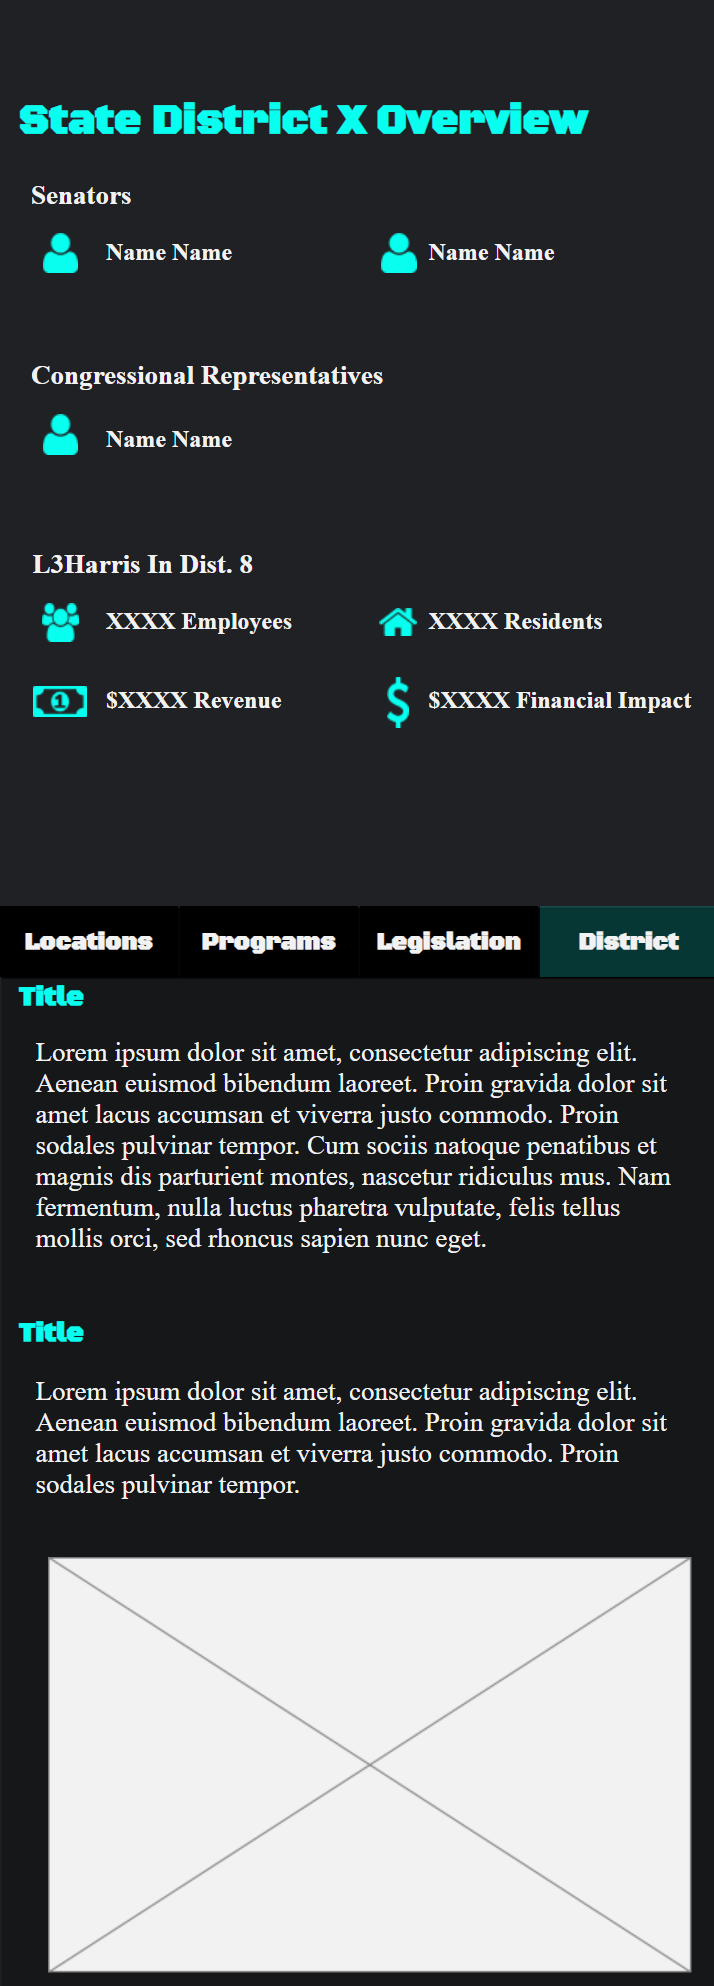 State District X Overview
Senators
Name Name
Name Name
Congressional Representatives
Name Name
L3Harris In Dist. 8
XXXX Employees
XXXX Residents
$XXXX Revenue
$XXXX Financial Impact
Locations
Programs
Legislation
District
Title
Lorem ipsum dolor sit amet, consectetur adipiscing elit.
Aenean euismod bibendum laoreet. Proin gravida dolor sit
amet lacus accumsan et viverra justo commodo. Proin
sodales pulvinar tempor. Cum sociis natoque penatibus et
magnis dis parturient montes, nascetur ridiculus mus. Nam
fermentum, nulla luctus pharetra vulputate, felis tellus
mollis orci, sed rhoncus sapien nunc eget.
Title
Lorem ipsum dolor sit amet, consectetur adipiscing elit.
Aenean euismod bibendum laoreet. Proin gravida dolor sit
amet lacus accumsan et viverra justo commodo. Proin
sodales pulvinar tempor.